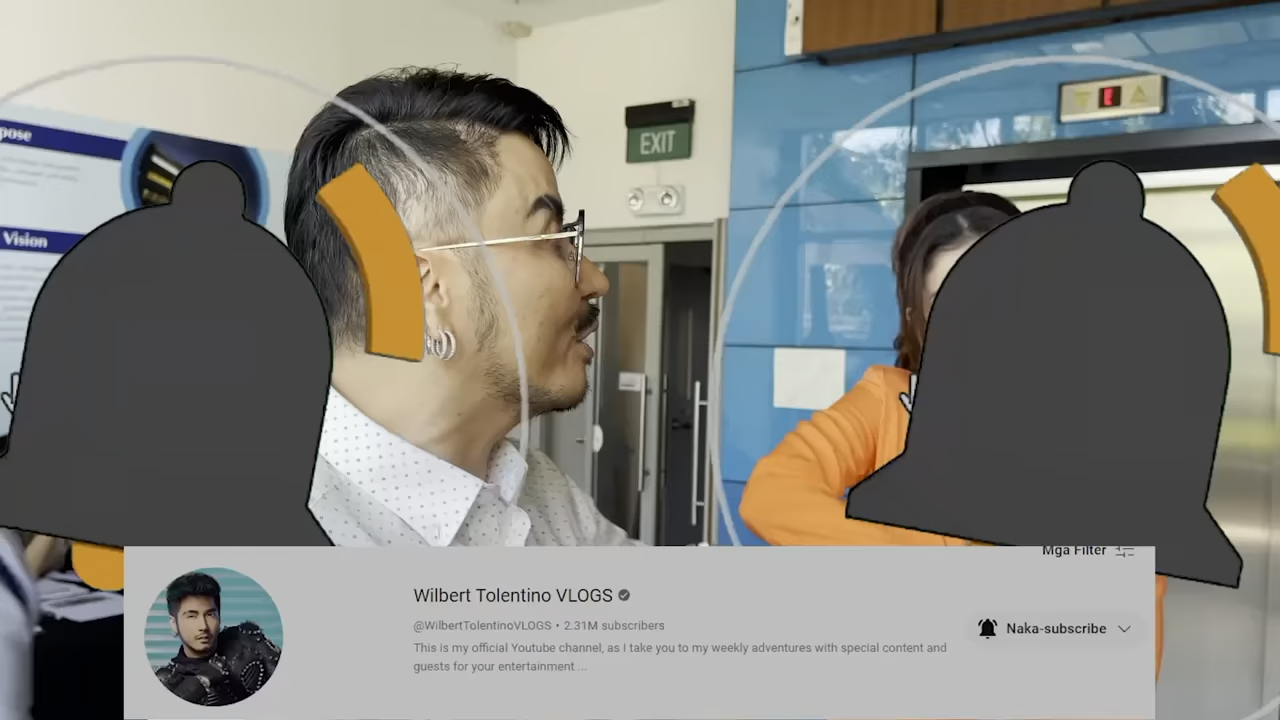 pose
Vision
EXIT
Mga Filter
Wilbert Tolentino VLOGS
@WilbertTolentinoVLOGS • 2.31M subscribers
This is my official Youtube channel, as I take you to my weekly adventures with special content and
guests for your entertainment ...
Naka-subscribe